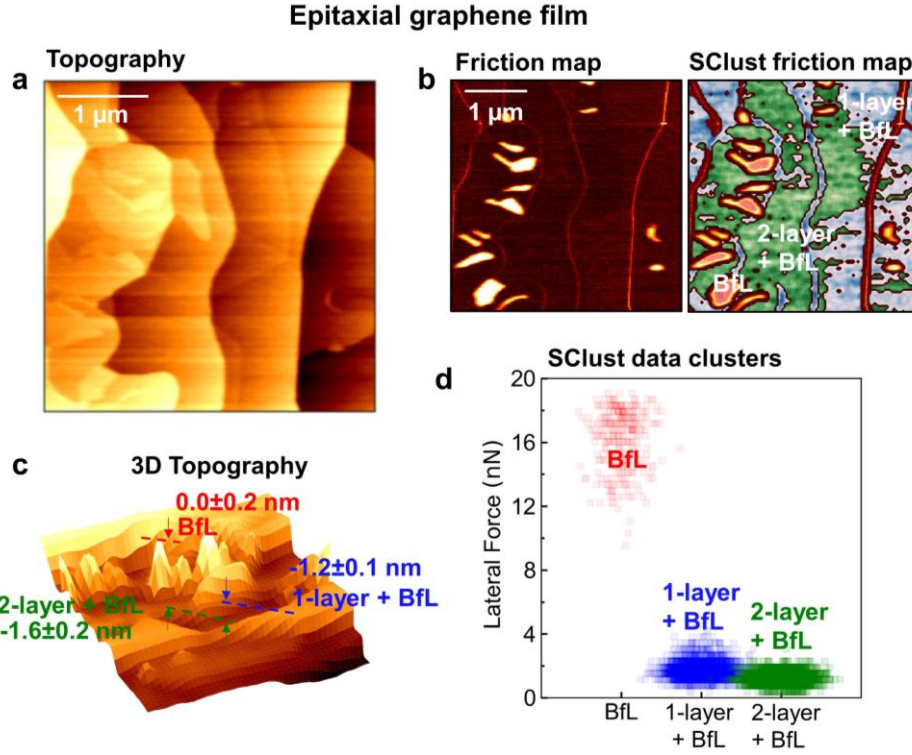 Epitaxial graphene film
a
Topography
1 µm
b
Friction map
1 µm
SClust friction map
1-layer
+ BfL
2-layer
+ BfL
BfL
c
3D Topography
0.0±0.2 nm
BfL
-1.2±0.1 nm
1-layer + BfL
2-layer + BfL
-1.6±0.2 nm
d
SClust data clusters
Lateral Force (nN)
20
16
12
8
4
0
BfL
1-layer
+ BfL
2-layer
+ BfL
BfL
1-layer
+ BfL
2-layer
+ BfL